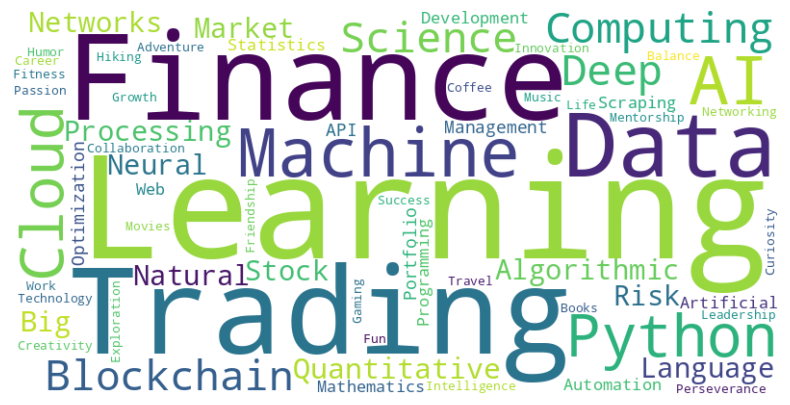 Networks
Market
Development
Computing
Humor
Adventure
Statistics
Science
Innovation
Balance
Career
Hiking
Finance
Deep
AI
Fitness
Passion
Growth
Coffee
Music
Life
Scraping
Mentorship
Networking
Cloud
Processing
API
Management
Collaboration
Machine
Data
Neural
Optimization
Web
Learning
Friendship
Success
Movies
Portfolio
Programming
Curiosity
Natural
Stock
Algorithmic
Travel
Work
Technology
Exploration
Trading
Gaming
Books
Risk
Artificial
Leadership
Big
Creativity
Fun
Python
Blockchain
Quantitative
Language
Mathematics
Intelligence
Automation
Perseverance